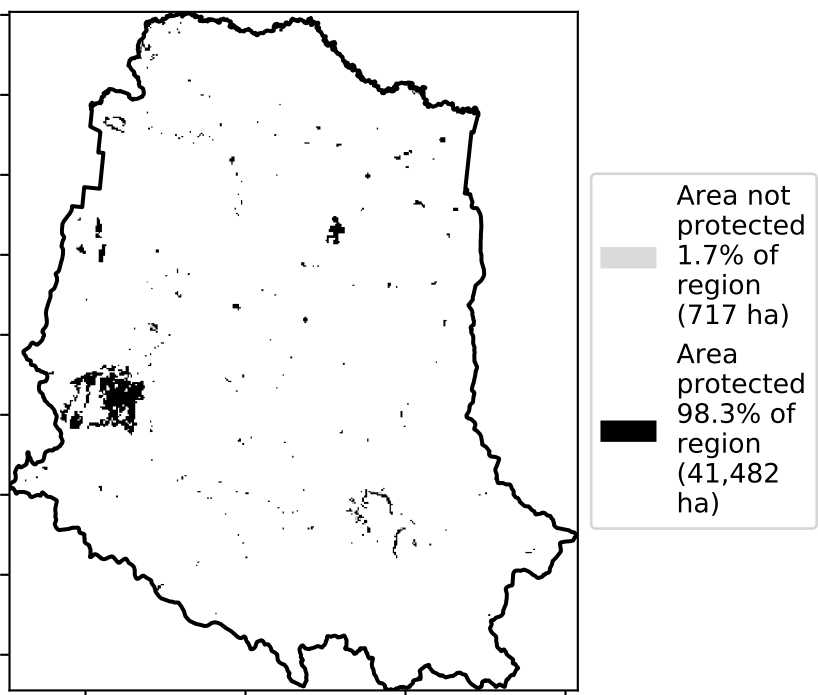 Area not
protected
1.7% of
region
(717 ha)
Area
protected
98.3% of
region
(41,482
ha)